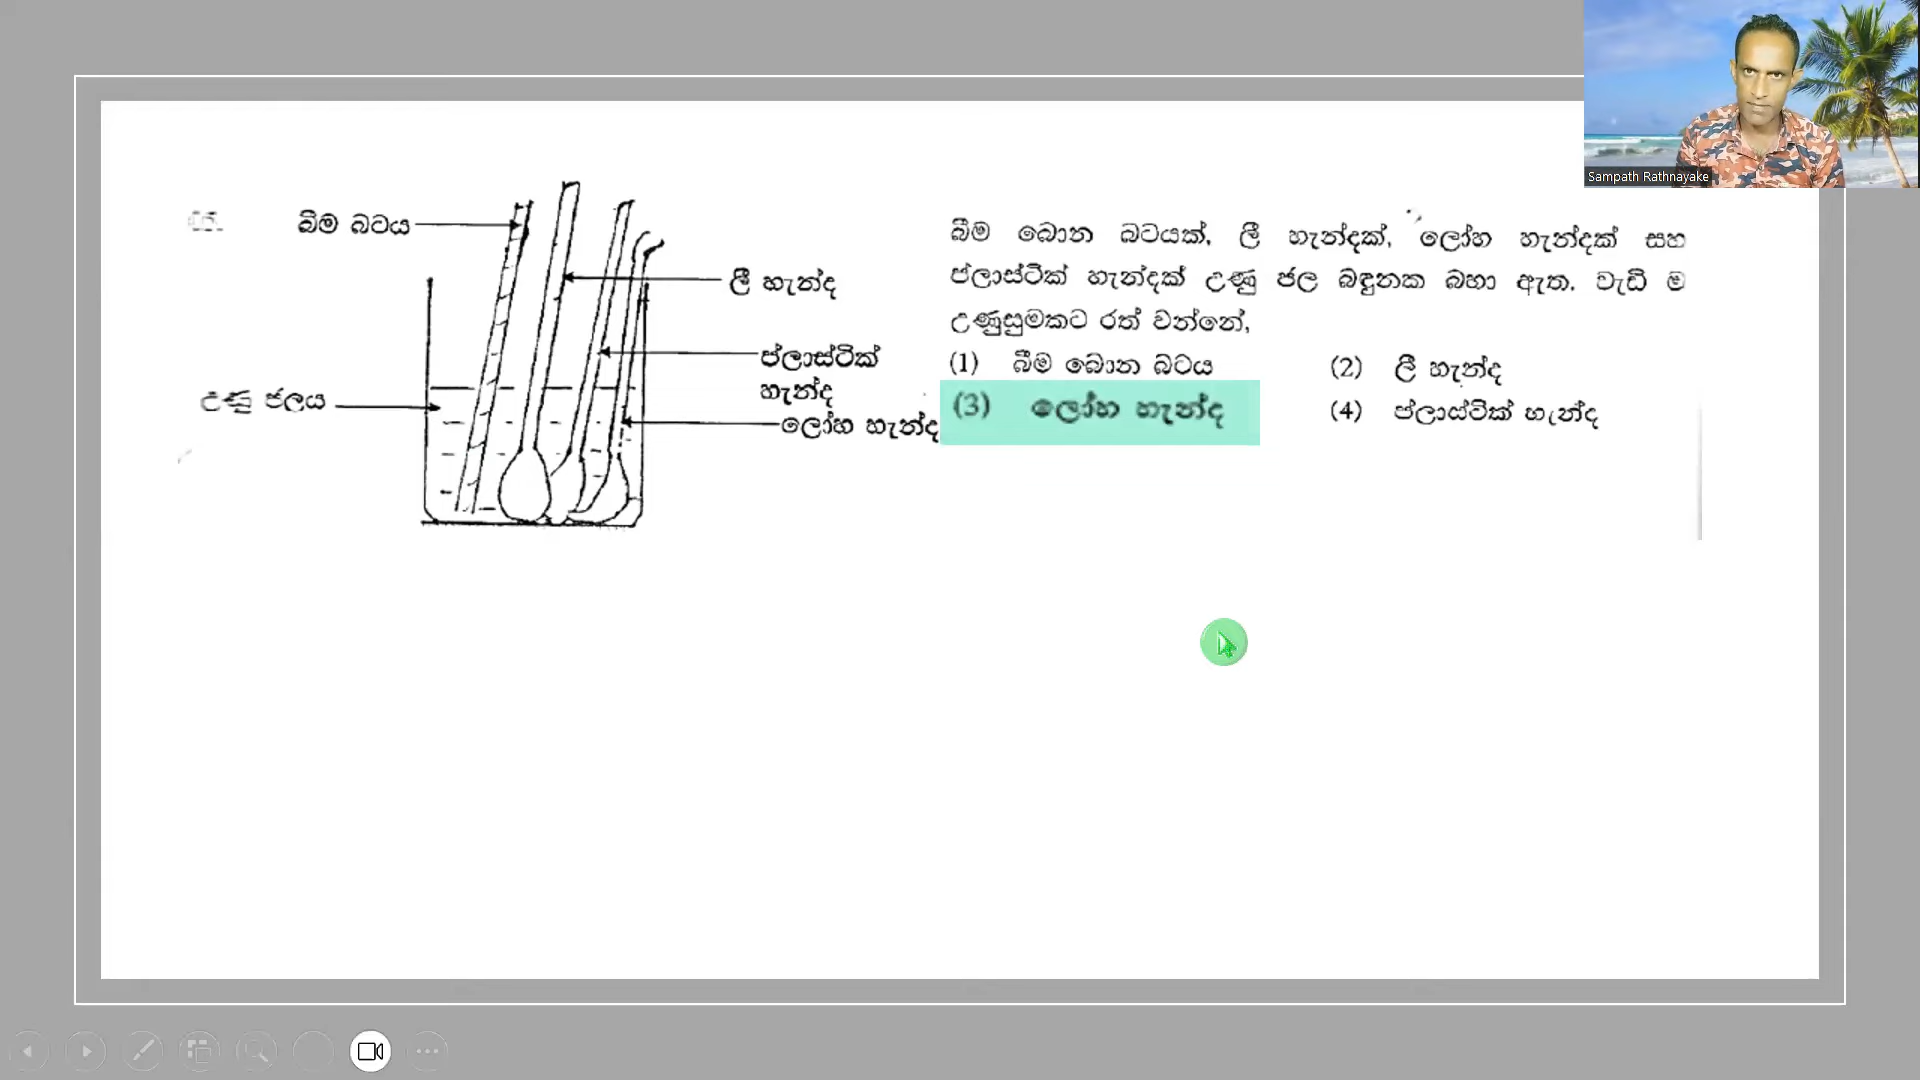 Sampath Rathnayake
බීම බටය
ලී හැන්ද
ප්ලාස්ටික්
හැන්ද
උණු ජලය
ලෝහ හැන්ද
බීම බොන බටයක්, ලී හැන්දක්, ලෝහ හැන්දක් සහ
ප්ලාස්ටික් හැන්දක් උණු ජල බඳුනක බහා ඇත. වැඩි ම
උණුසුමකට රත් වන්නේ,
(1) බීම බොන බටය (2) ලී හැන්ද
(3) ලෝහ හැන්ද (4) ප්ලාස්ටික් හැන්ද